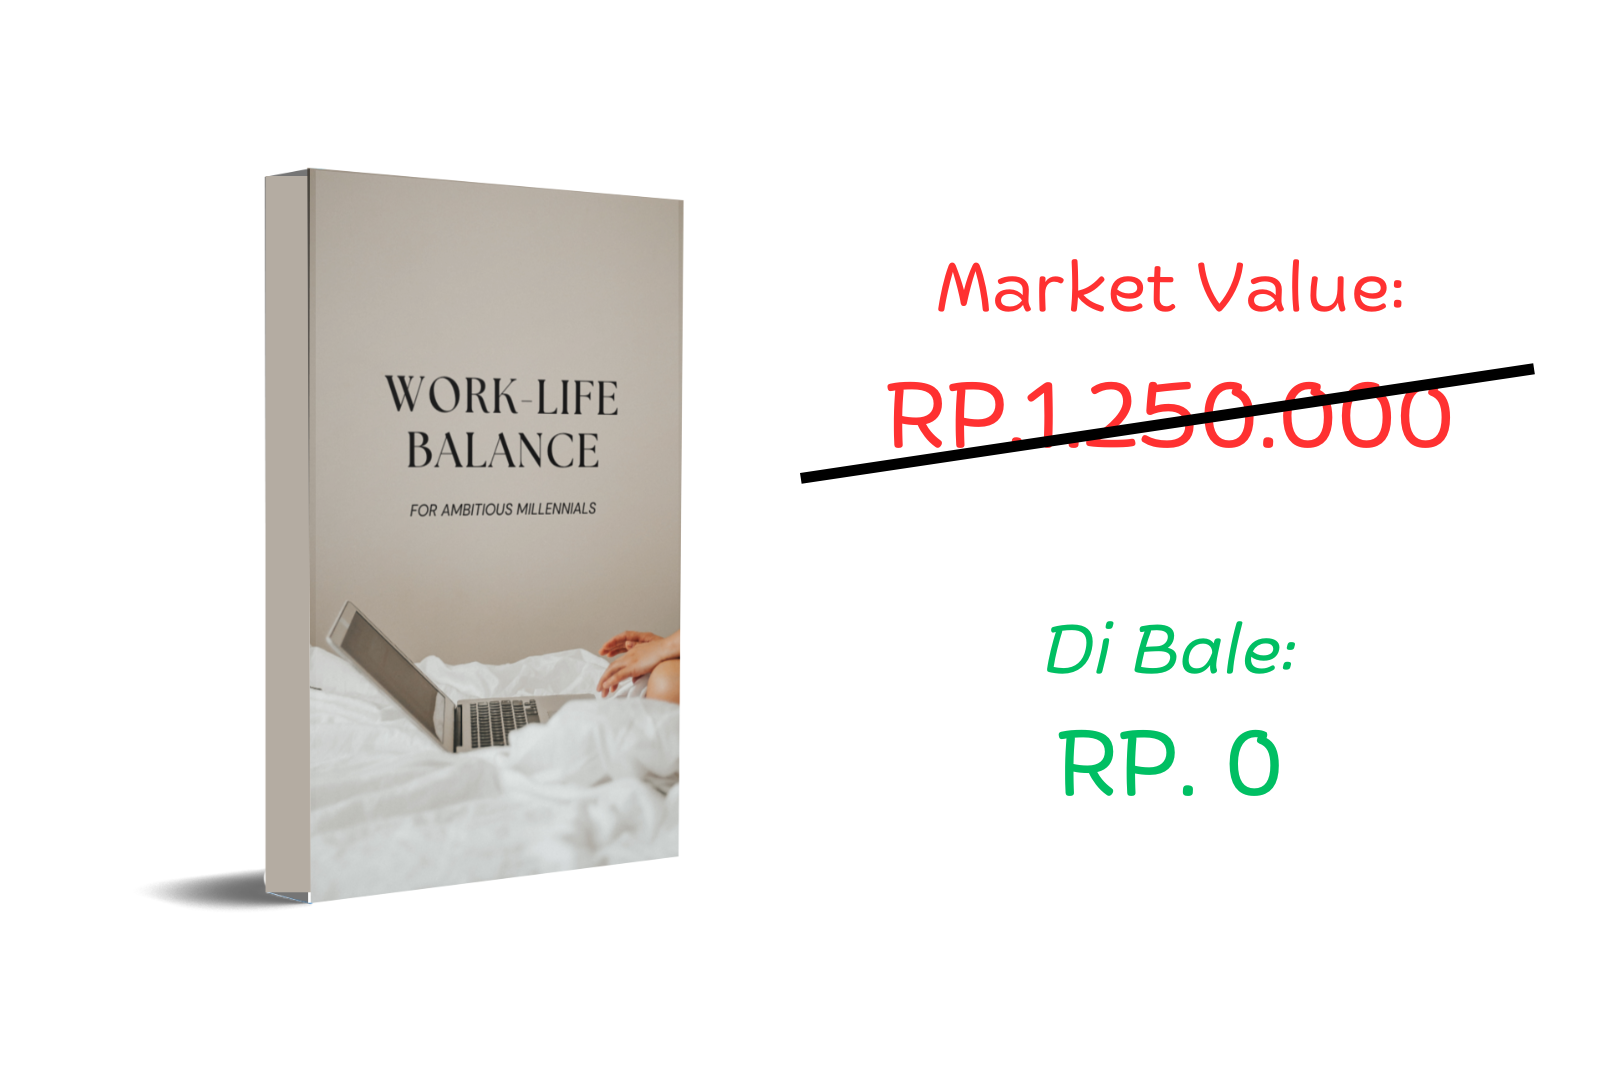 WORK-LIFE
BALANCE
FOR AMBITIOUS MILLENNIALS
Market Value:
RP.1.250.000
Di Bale:
RP. 0